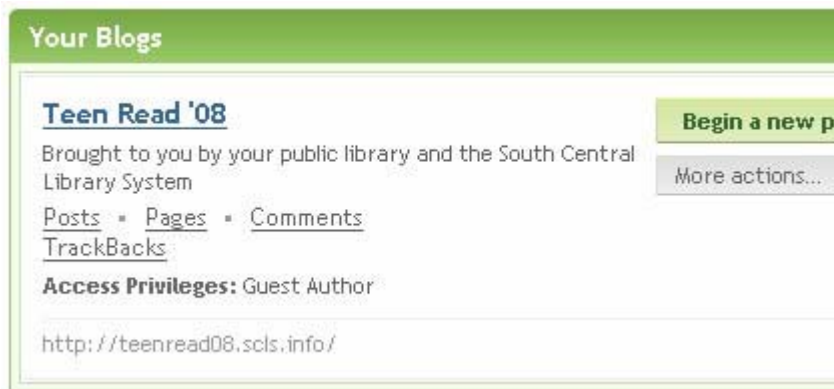 Your Blogs
Teen Read '08
Begin a new p
Brought to you by your public library and the South Central
Library System
More actions...
Posts ▪ Pages ▪ Comments
TrackBacks
Access Privileges: Guest Author
http://teenread08.scls.info/